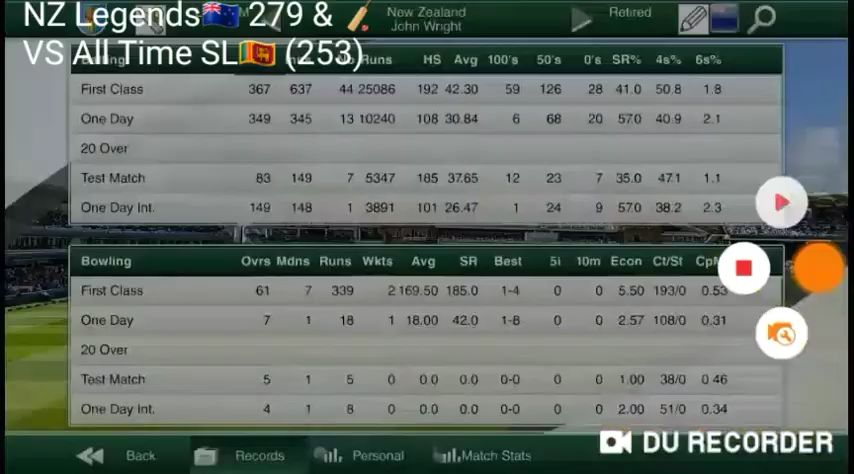 NZ Legends🇳🇿 279 & 🏏
VS All Time SL🇱🇰 (253)
New Zealand
John Wright
Retired
Runs HS Avg 100's 50's 0's SR% 4s% 6s%
First Class 367 637 44 25086 192 42.30 59 126 28 41.0 50.8 1.8
One Day 349 345 13 10240 108 30.84 6 68 20 57.0 40.9 2.1
20 Over
Test Match 83 149 7 5347 185 37.65 12 23 7 35.0 47.1 1.1
One Day Int. 149 148 1 3891 101 26.47 1 24 9 57.0 38.2 2.3
Bowling Ovrs Mdns Runs Wkts Avg SR Best 5i 10m Econ Ct/St
First Class 61 7 339 2 169.50 185.0 1-4 0 0 5.50 193/0 0.53
One Day 7 1 18 1 18.00 42.0 1-8 0 0 2.57 108/0 0.31
20 Over
Test Match 5 1 5 0 0.0 0.0 0-0 0 0 1.00 38/0 0.46
One Day Int. 4 1 8 0 0.0 0.0 0-0 0 0 2.00 51/0 0.34
Back Records Personal Match Stats
DU RECORDER